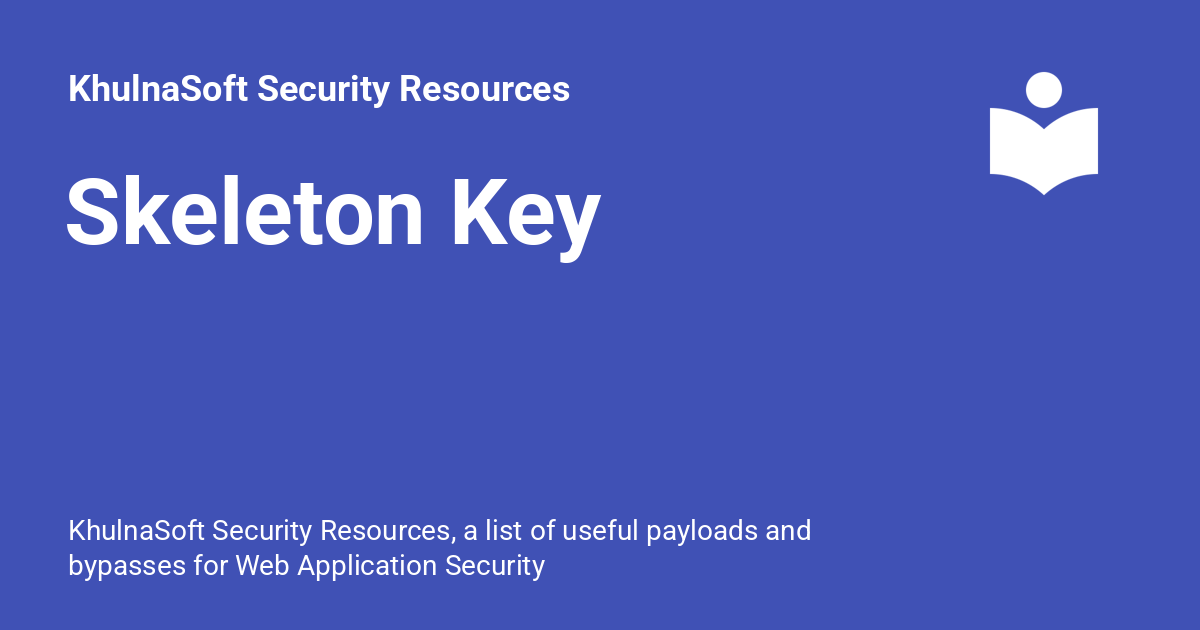 KhulnaSoft Security Resources
Skeleton Key
KhulnaSoft Security Resources, a list of useful payloads and
bypasses for Web Application Security